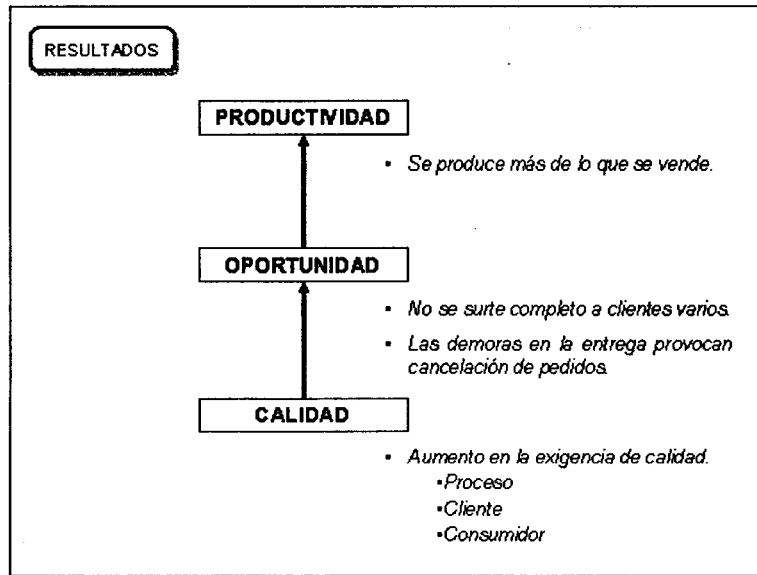 RESULTADOS
PRODUCTIVIDAD
• Se produce más de lo que se vende.
OPORTUNIDAD
• No se surte completo a clientes varios.
• Las demoras en la entrega provocan
cancelación de pedidos.
CALIDAD
• Aumento en la exigencia de calidad.
•Proceso
•Cliente
•Consumidor